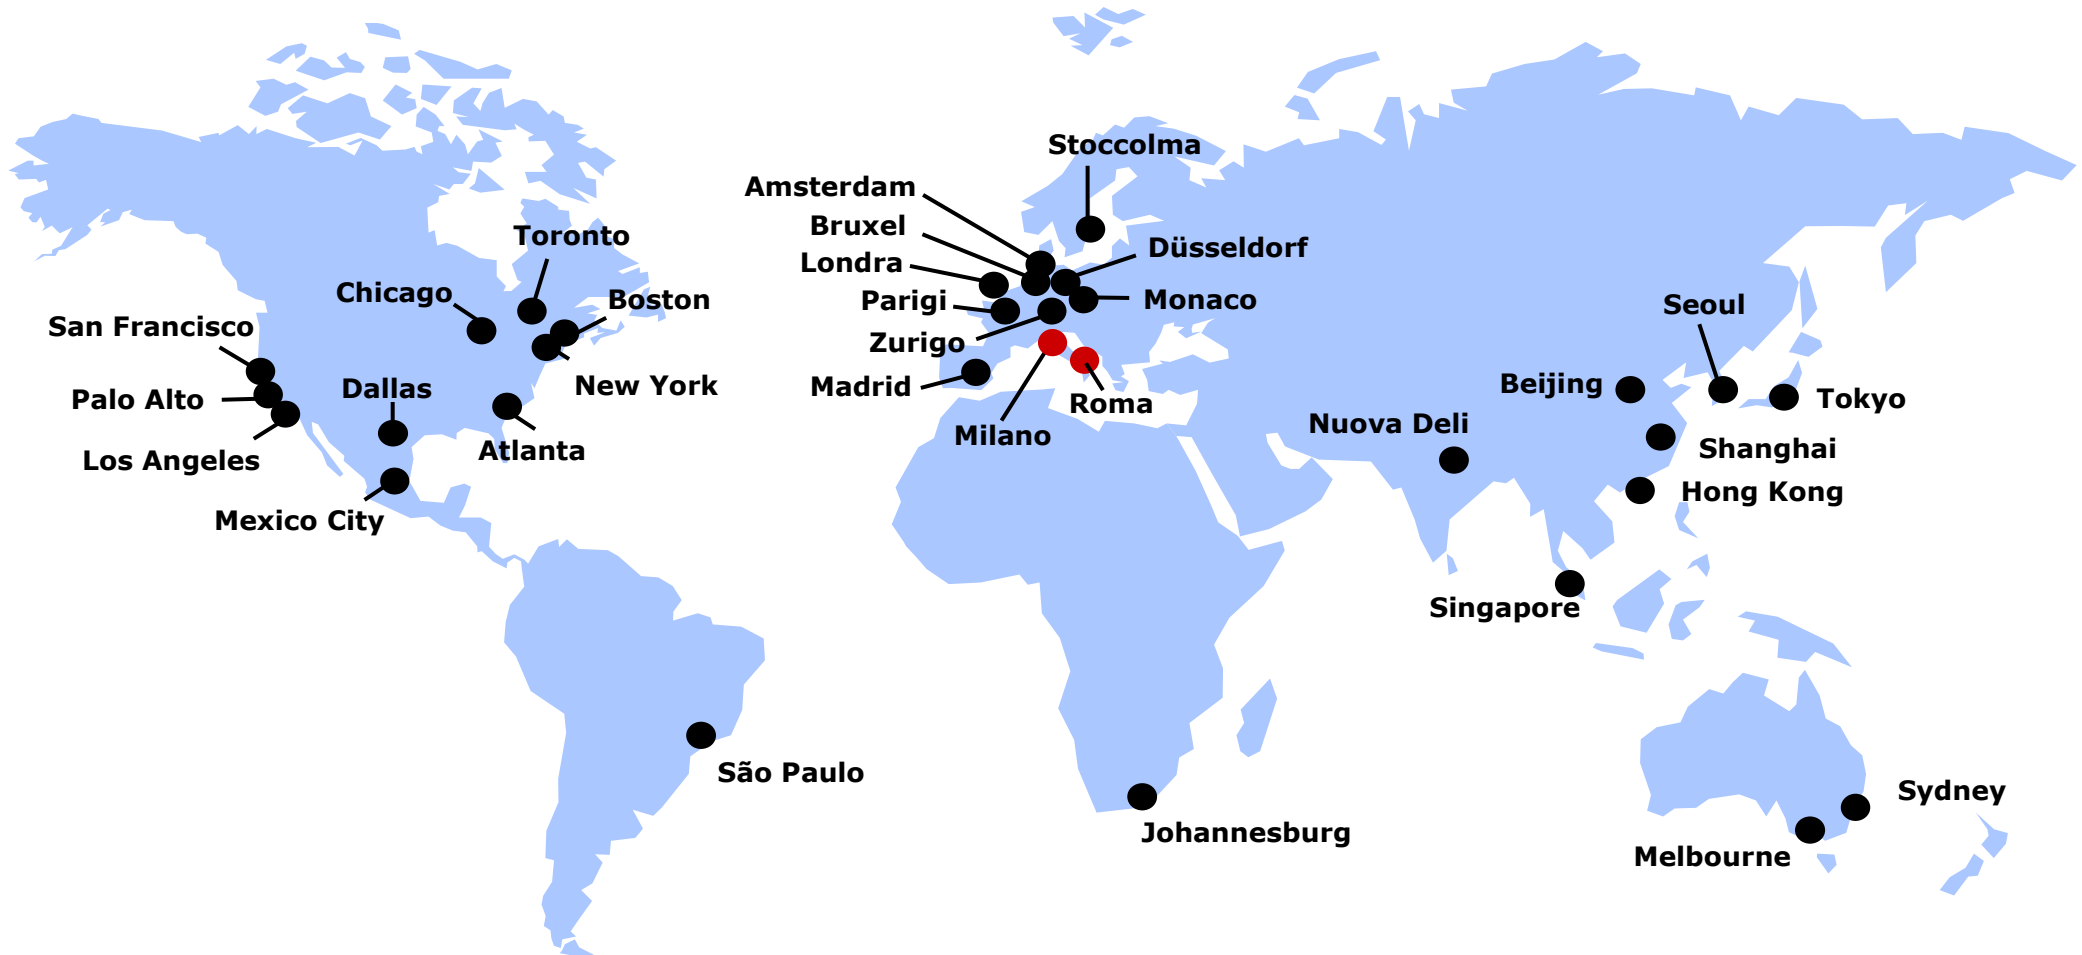 Stoccolma
Amsterdam
Bruxel
Toronto
Düsseldorf
Londra
Chicago
Boston
Parigi
Monaco
Seoul
San Francisco
Zurigo
Dallas
New York
Madrid
Beijing
Palo Alto
Roma
Tokyo
Nuova Deli
Milano
Atlanta
Shanghai
Los Angeles
Hong Kong
Mexico City
Singapore
São Paulo
Sydney
Johannesburg
Melbourne